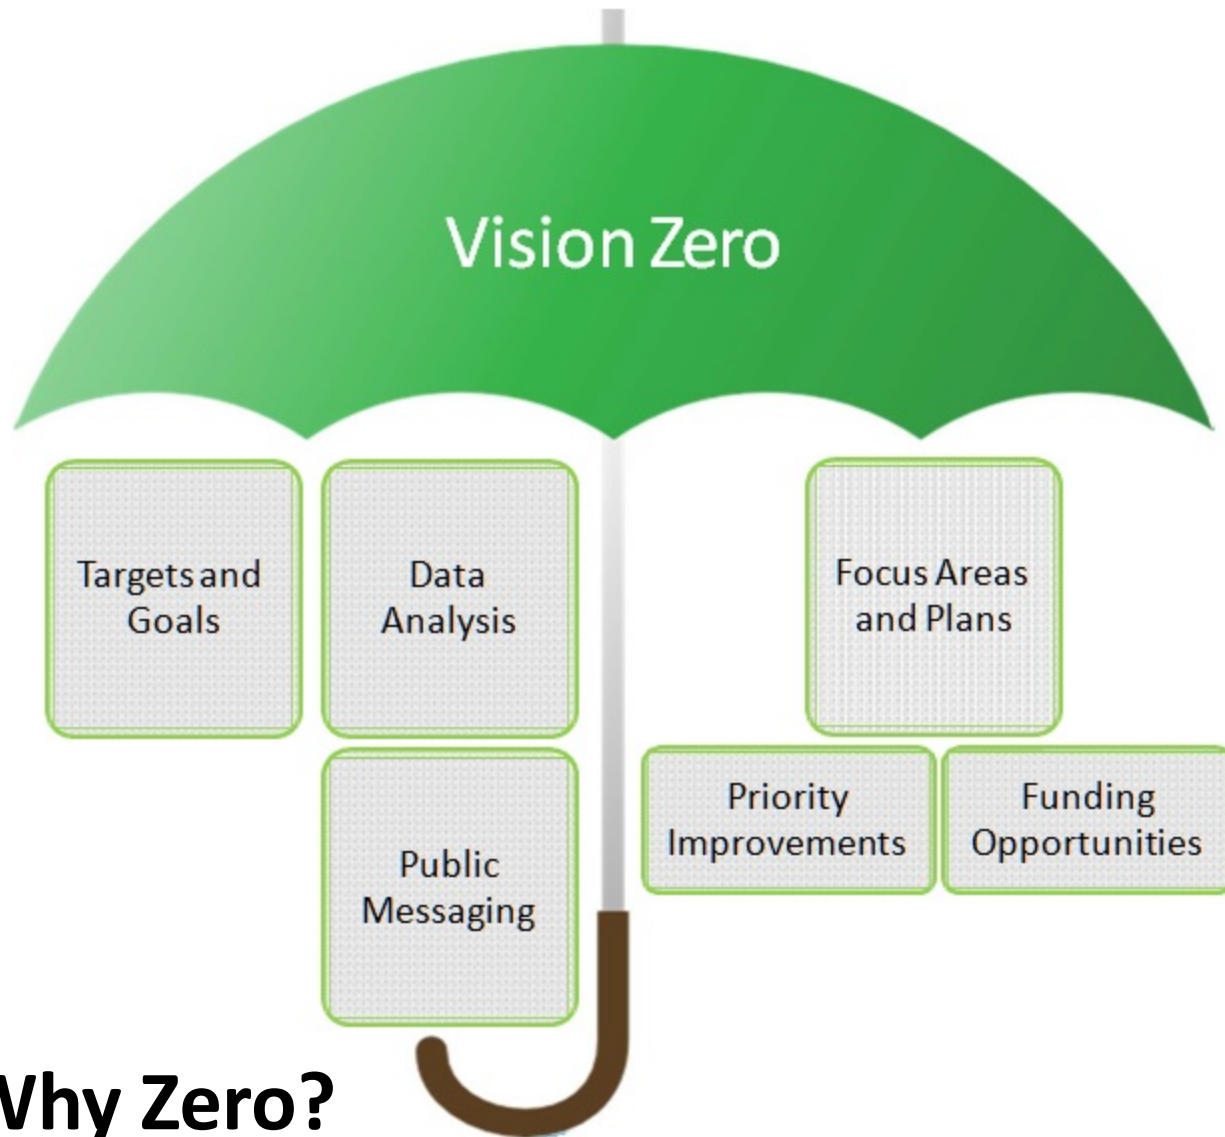 Vision Zero
Targets and
Goals
Data
Analysis
Focus Areas
and Plans
Public
Messaging
Priority
Improvements
Funding
Opportunities
Why Zero?